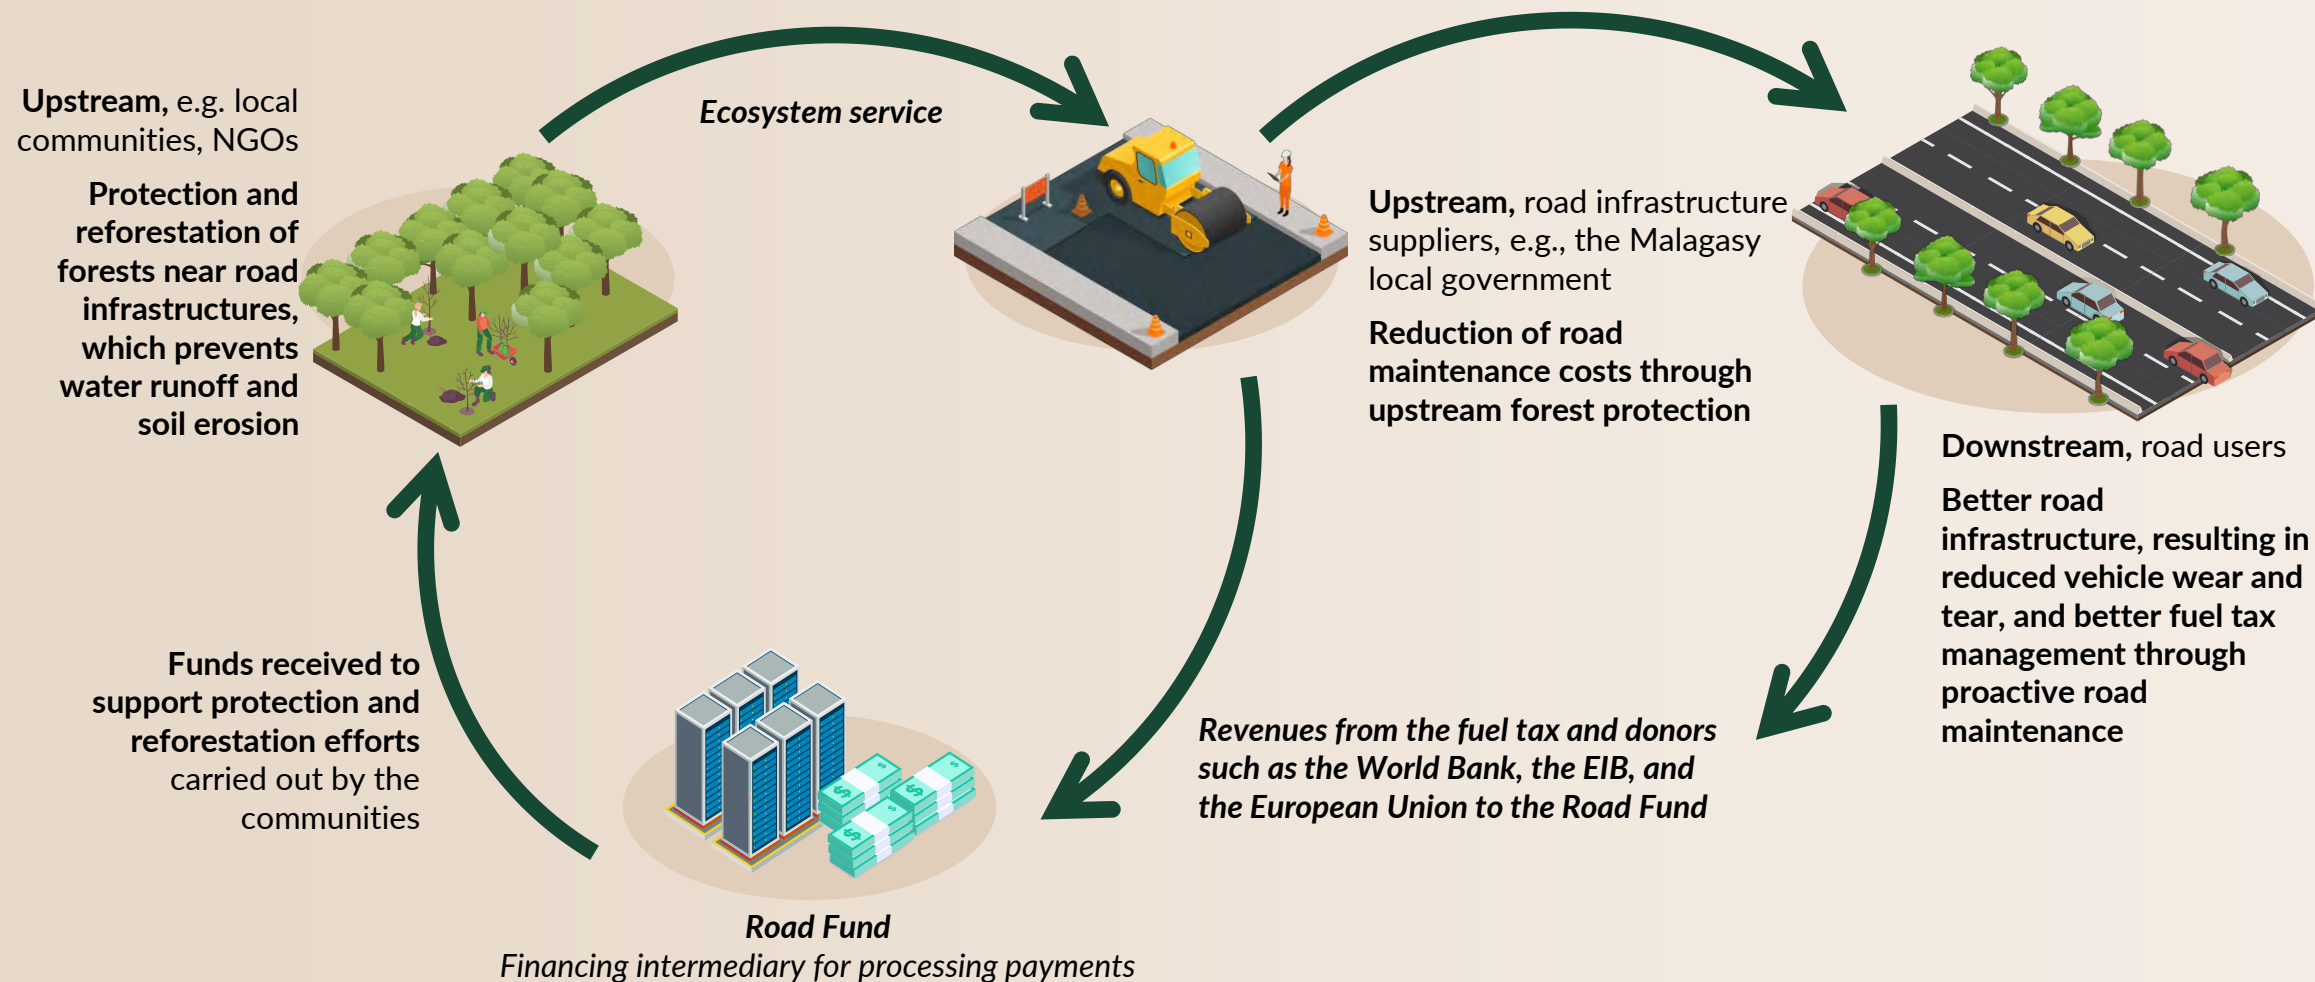 Upstream, e.g. local
communities, NGOs
Protection and
reforestation of
forests near road
infrastructures,
which prevents
water runoff and
soil erosion
Ecosystem service
Upstream, road infrastructure
suppliers, e.g., the Malagasy
local government
Reduction of road
maintenance costs through
upstream forest protection
Downstream, road users
Better road
infrastructure, resulting in
reduced vehicle wear and
tear, and better fuel tax
management through
proactive road
maintenance
Funds received to
support protection and
reforestation efforts
carried out by the
communities
Revenues from the fuel tax and donors
such as the World Bank, the EIB, and
the European Union to the Road Fund
Road Fund
Financing intermediary for processing payments